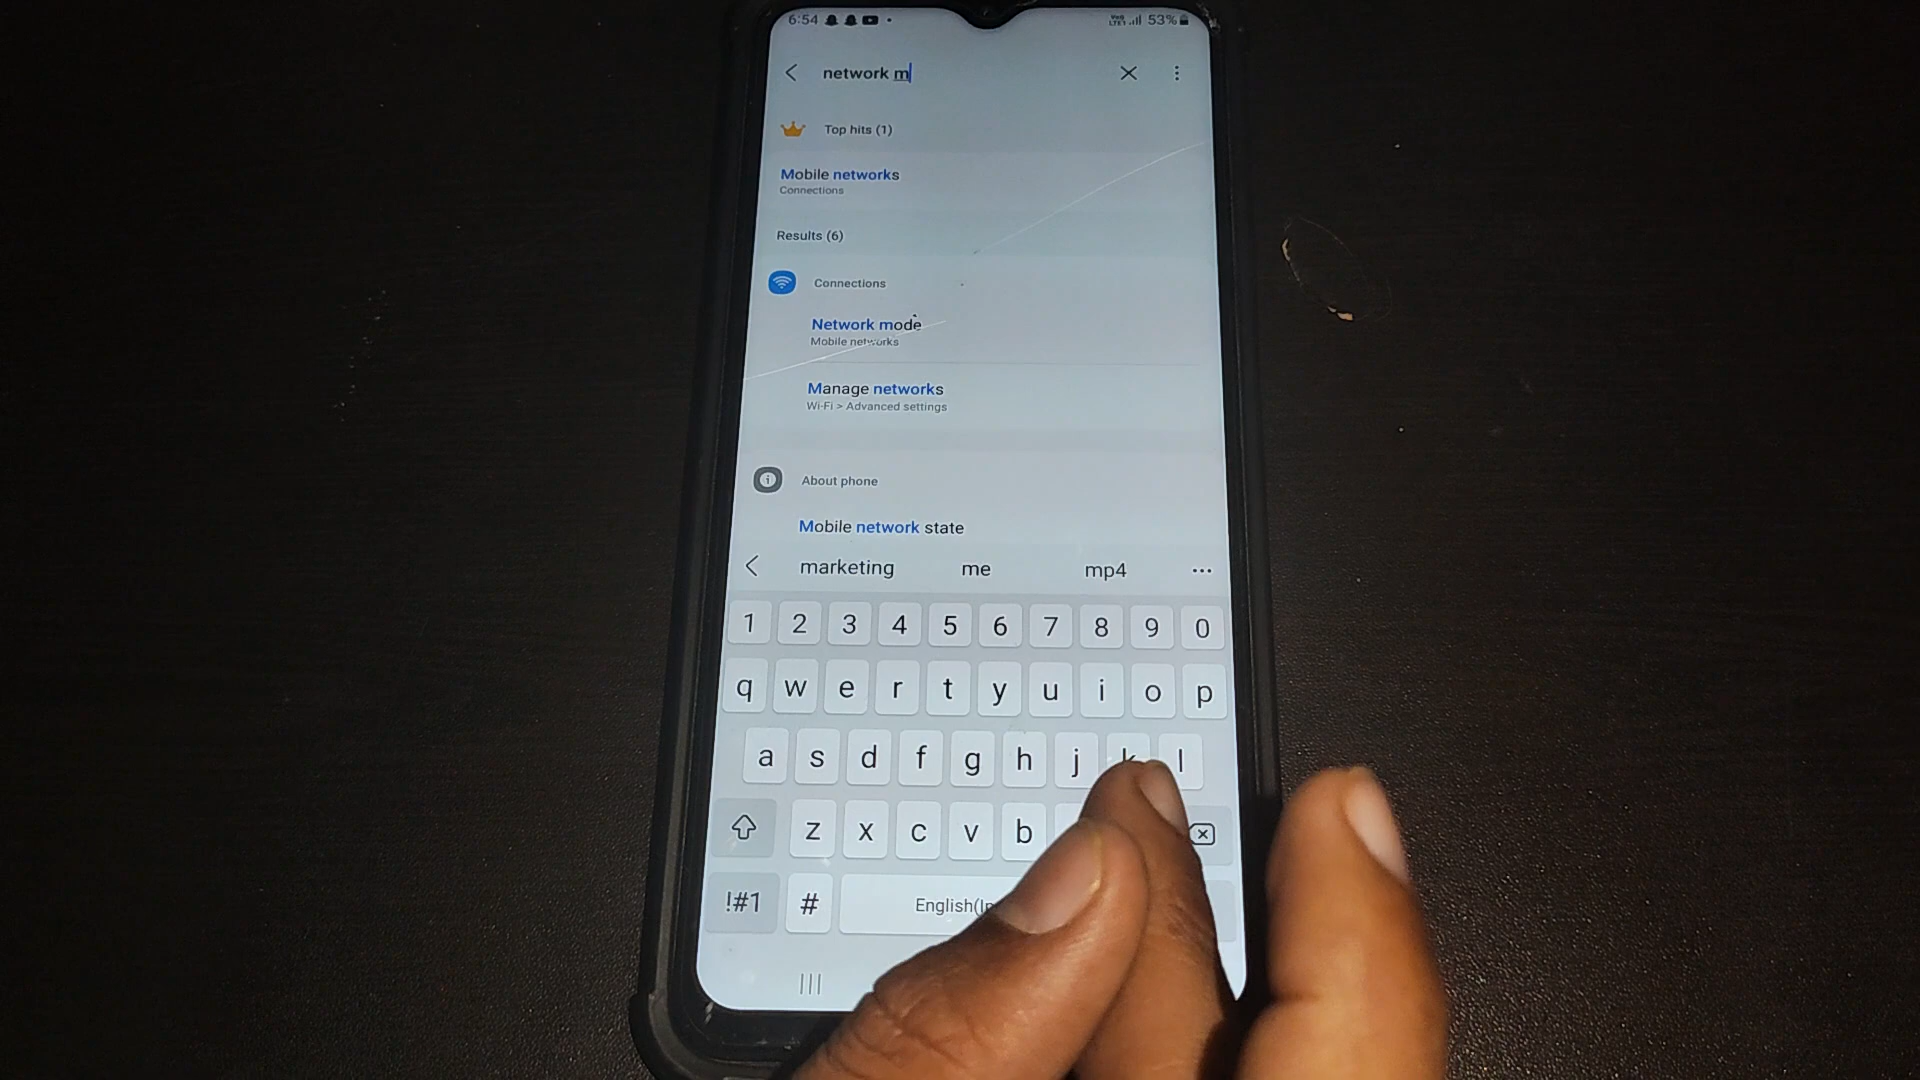 6:54
VoO LTE1 53%
network m
Top hits (1)
Mobile networks
Connections
Results (6)
Connections
Network mode
Mobile networks
Manage networks
Wi-Fi > Advanced settings
About phone
Mobile network state
marketing me mp4
1 2 3 4 5 6 7 8 9 0
q w e r t y u i o p
a s d f g h j k l
z x c v b
!#1 # English(In